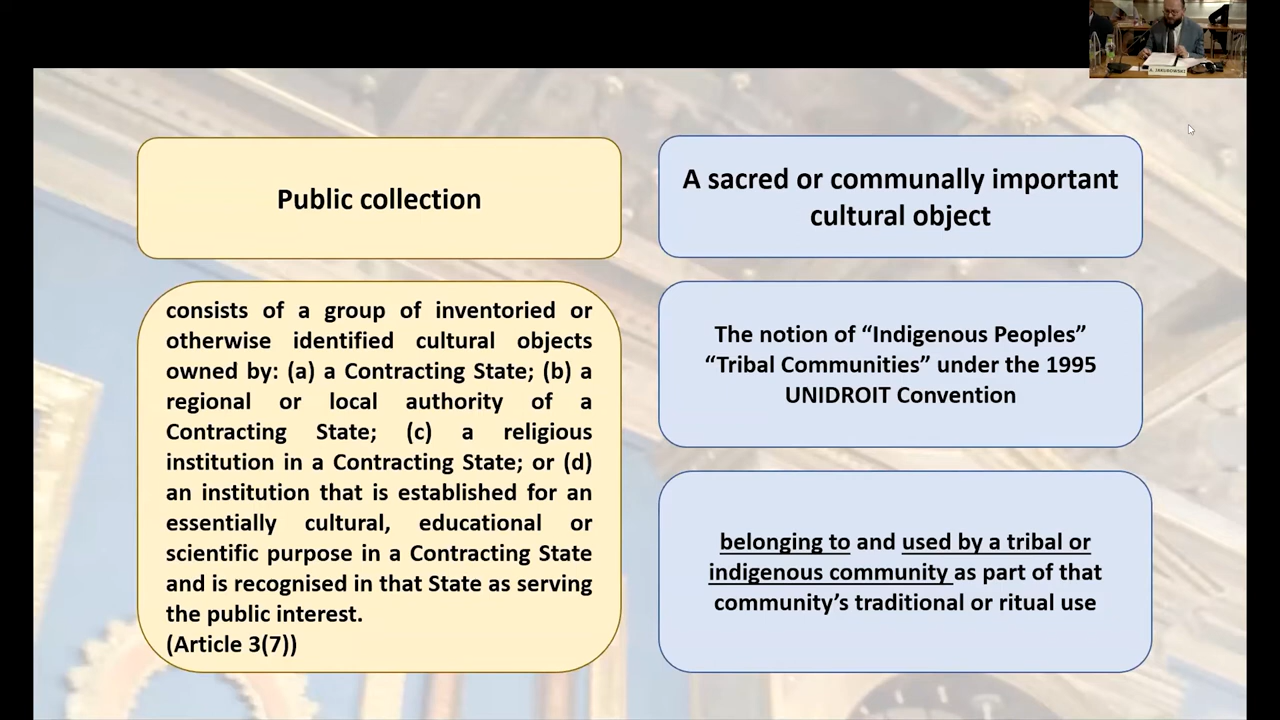 A. JAKUBOWSKI
Public collection
consists of a group of inventoried or
otherwise identified cultural objects
owned by: (a) a Contracting State; (b) a
regional or local authority of a
Contracting State; (c) a religious
institution in a Contracting State; or (d)
an institution that is established for an
essentially cultural, educational or
scientific purpose in a Contracting State
and is recognised in that State as serving
the public interest.
(Article 3(7))
A sacred or communally important
cultural object
The notion of “Indigenous Peoples”
“Tribal Communities” under the 1995
UNIDROIT Convention
belonging to and used by a tribal or
indigenous community as part of that
community’s traditional or ritual use